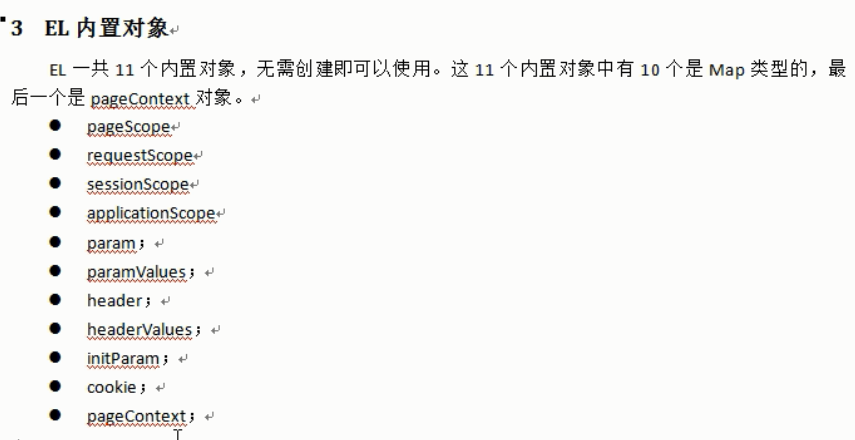 3 EL 内置对象
EL 一共 11 个内置对象，无需创建即可以使用。这 11 个内置对象中有 10 个是 Map 类型的，最
后一个是 pageContext 对象。
● pageScope
● requestScope
● sessionScope
● applicationScope
● param；
● paramValues；
● header；
● headerValues；
● initParam；
● cookie；
● pageContext；